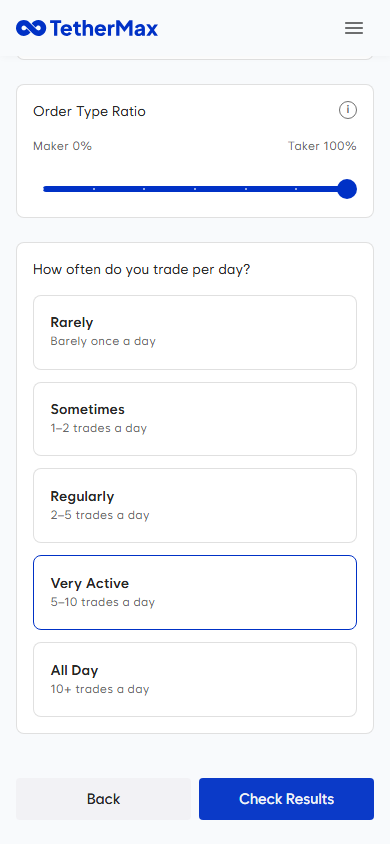 TetherMax
Order Type Ratio
Maker 0%
Taker 100%
How often do you trade per day?
Rarely
Barely once a day
Sometimes
1–2 trades a day
Regularly
2–5 trades a day
Very Active
5–10 trades a day
All Day
10+ trades a day
Back
Check Results